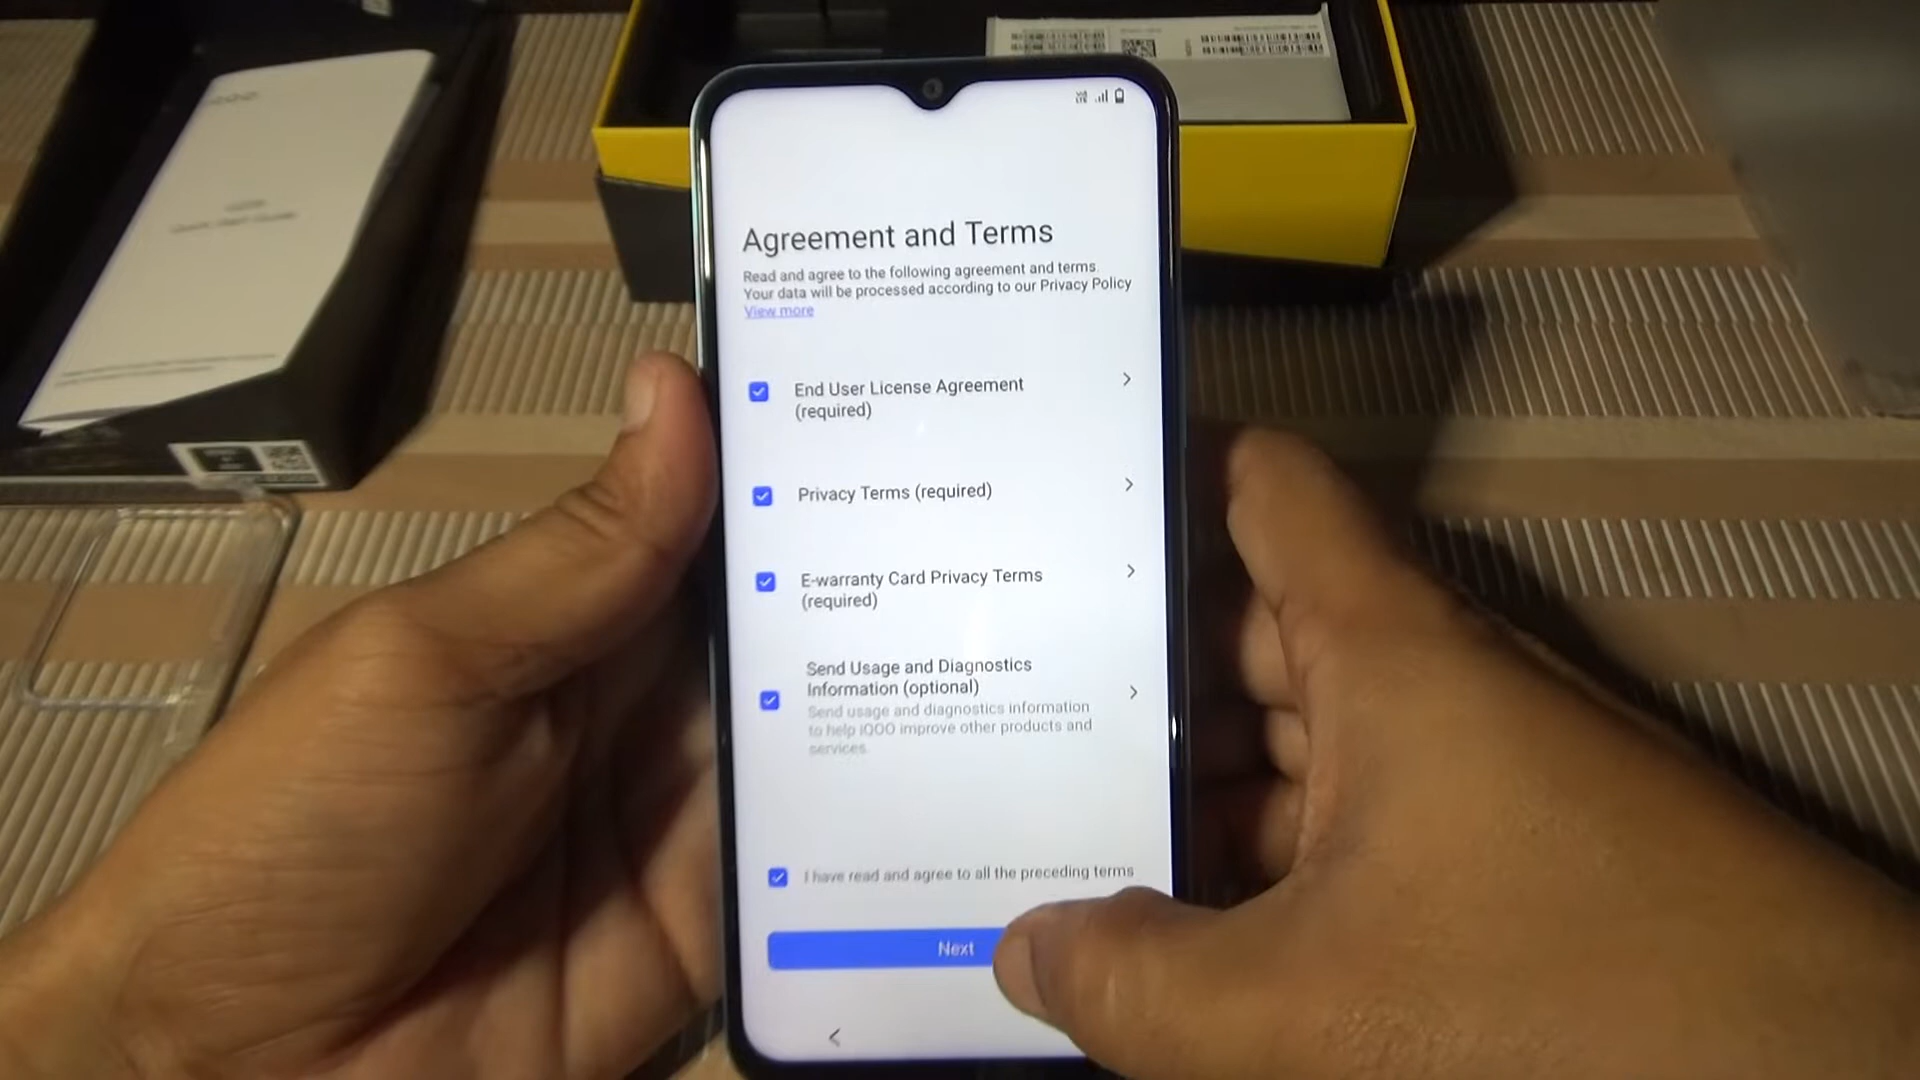 Agreement and Terms
Read and agree to the following agreement and terms.
Your data will be processed according to our Privacy Policy
View more
End User License Agreement
(required)
Privacy Terms (required)
E-warranty Card Privacy Terms
(required)
Send Usage and Diagnostics
Information (optional)
Send usage and diagnostics information
to help iQOO improve other products and
services.
I have read and agree to all the preceding terms
Next
Quick Start Guide